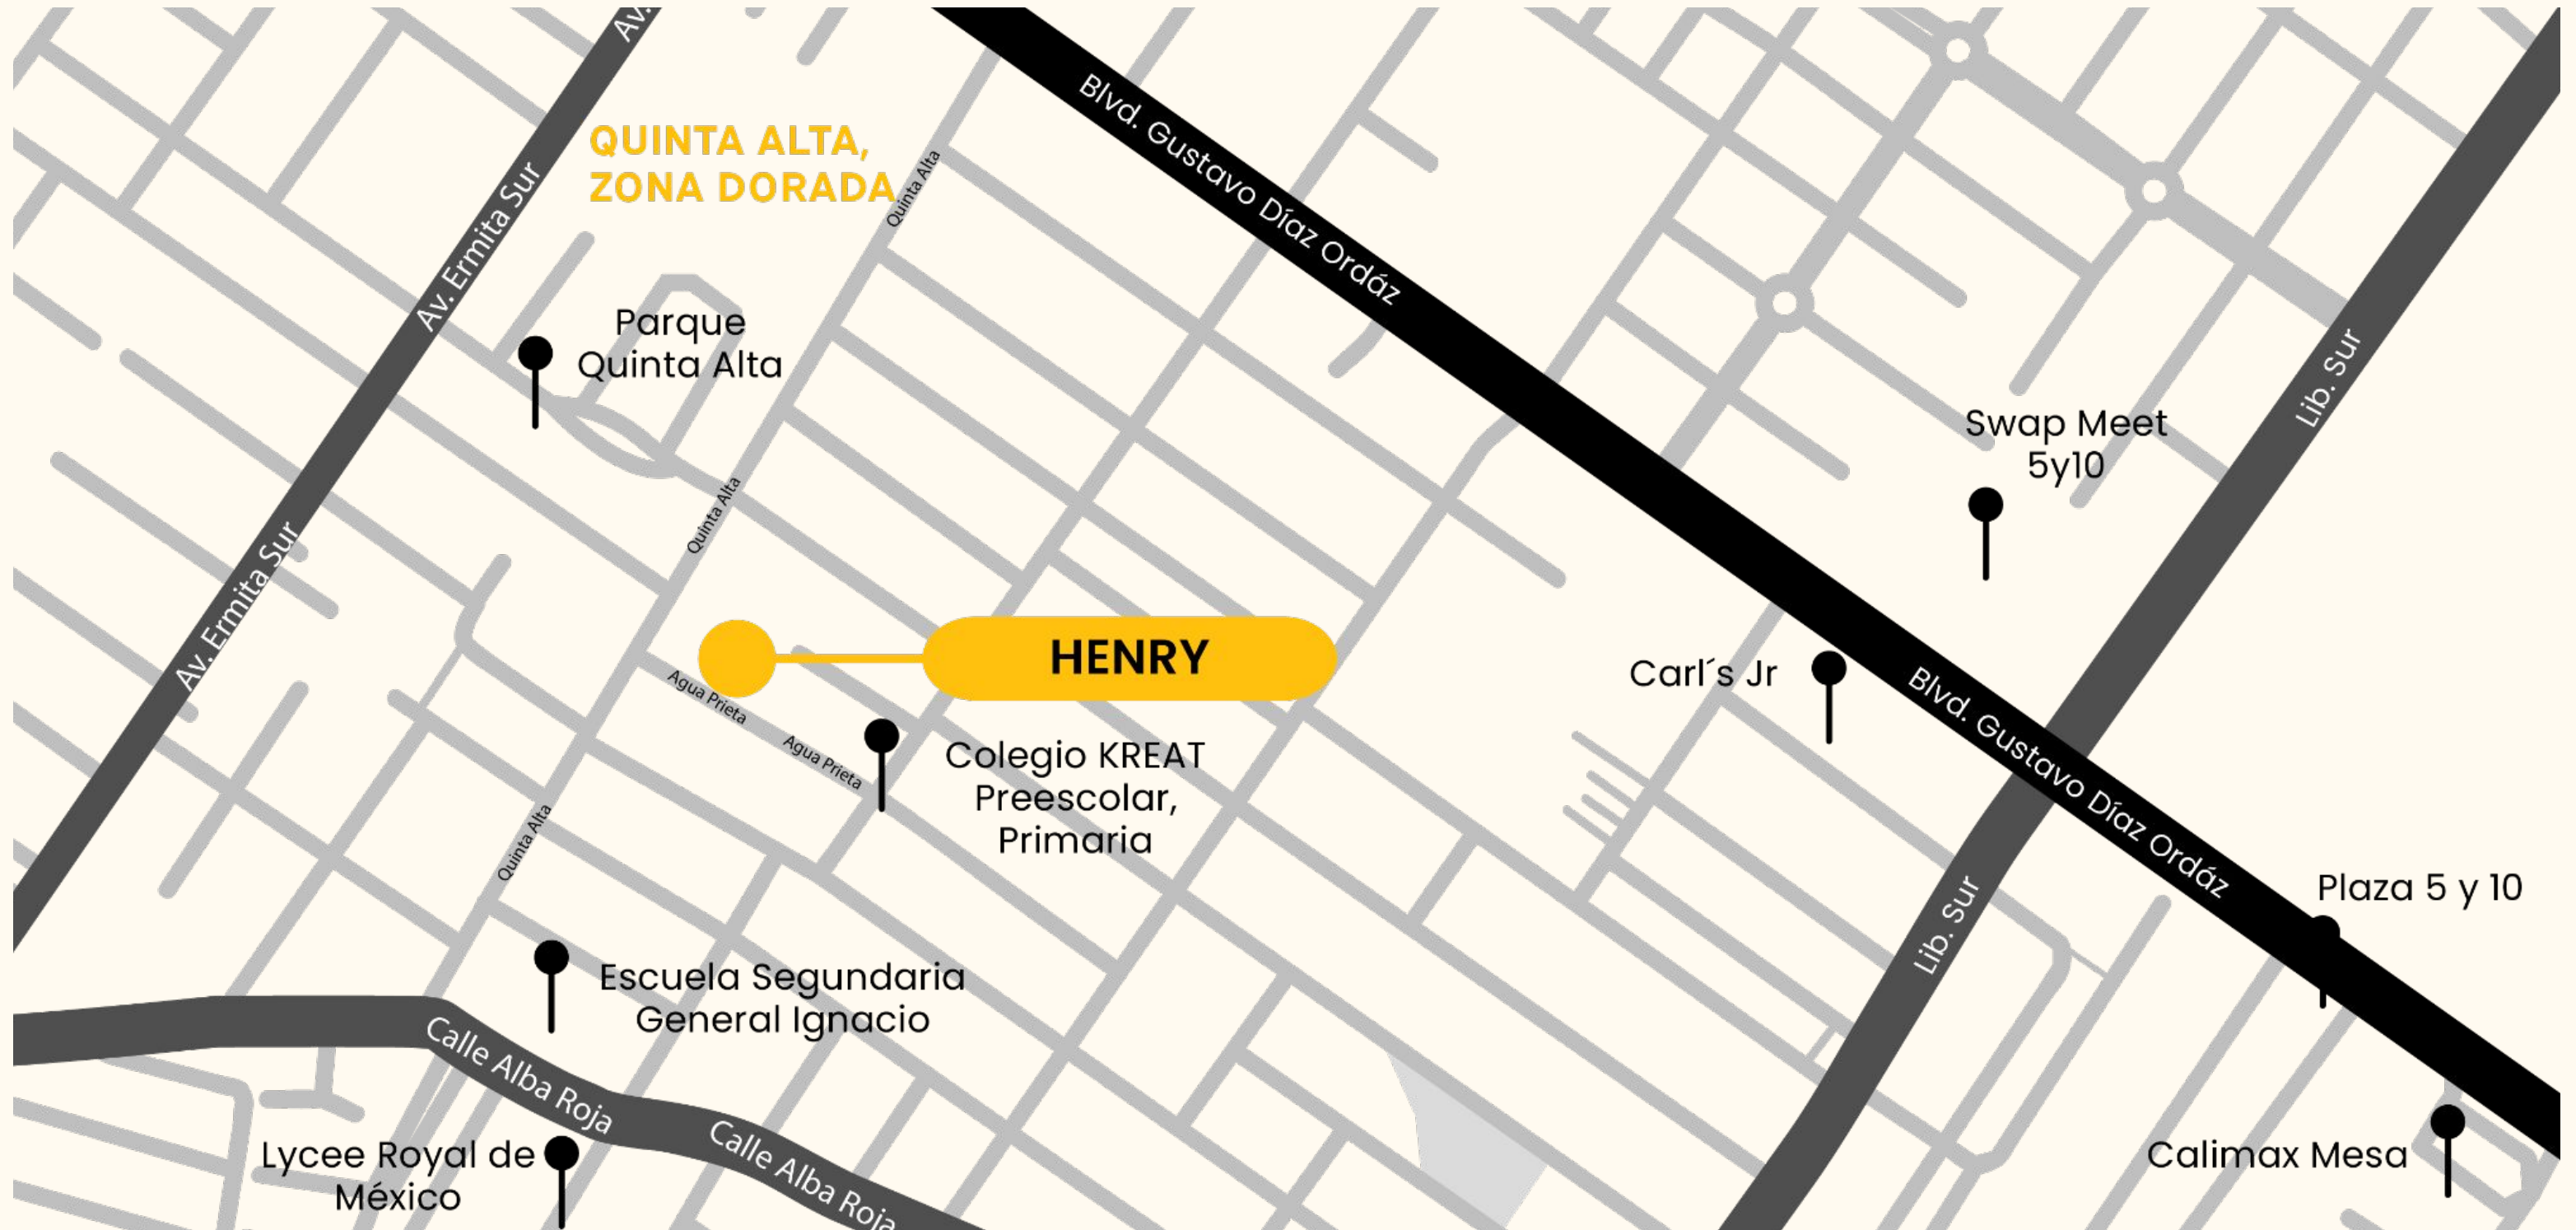 Av.
Blvd. Gustavo Díaz Ordáz
QUINTA ALTA,
ZONA DORADA
Quinta Alta
Av. Ermita Sur
Parque
Quinta Alta
Lib. Sur
Swap Meet
5y10
Quinta Alta
Av. Ermita Sur
HENRY
Carl´s Jr
Agua Prieta
Agua Prieta
Colegio KREAT
Preescolar,
Primaria
Blvd. Gustavo Díaz Ordáz
Quinta Alta
Lib. Sur
Plaza 5 y 10
Escuela Segundaria
General Ignacio
Calle Alba Roja
Calle Alba Roja
Lycee Royal de
México
Calimax Mesa